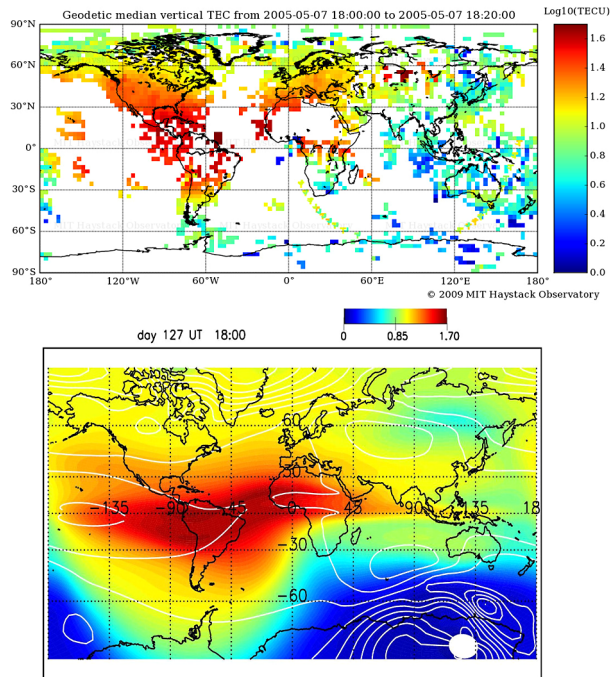 Geodetic median vertical TEC from 2005-05-07 18:00:00 to 2005-05-07 18:20:00
Log10(TECU)
90°N
60°N
30°N
0°
30°S
60°S
90°S
180°
120°W
60°W
0°
60°E
120°E
180°
1.6
1.4
1.2
1.0
0.8
0.6
0.4
0.2
0.0
© 2009 MIT Haystack Observatory
day 127 UT 18:00
0
0.85
1.70
60
30
-135
-90
-45
-0-
45
90
135
18
-30
-60